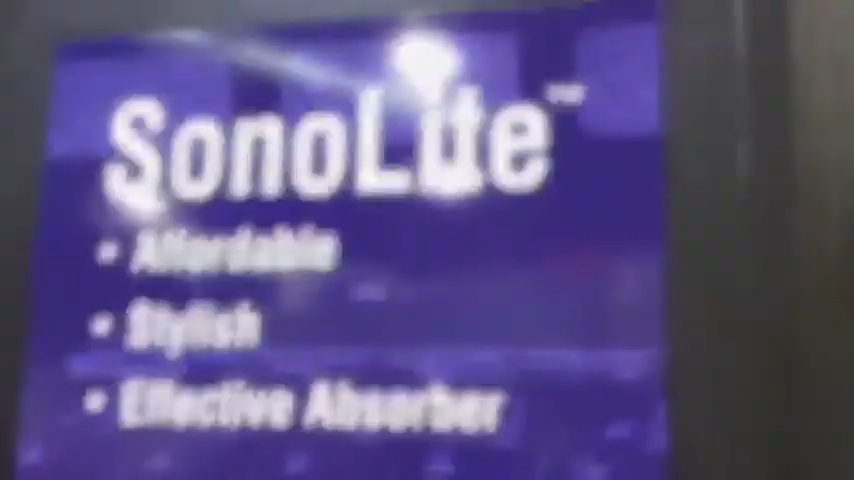 SonoLite™
• Affordable
• Stylish
• Effective Absorber